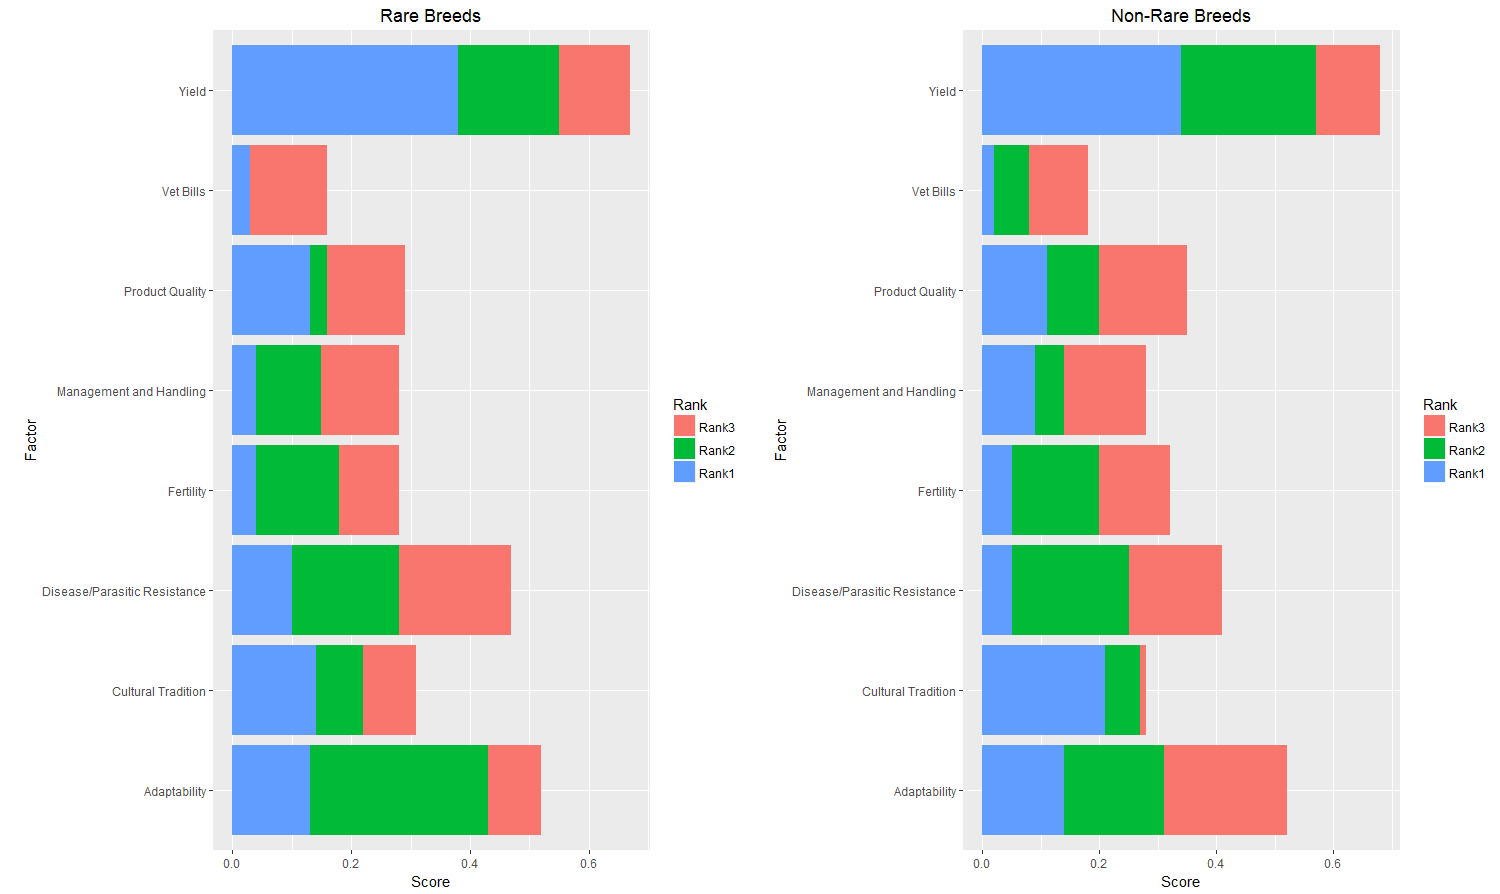 Rare Breeds
Yield
Vet Bills
Product Quality
Management and Handling
Fertility
Disease/Parasitic Resistance
Cultural Tradition
Adaptability
Factor
0.0 0.2 0.4 0.6
Score
Rank
Rank3
Rank2
Rank1
Non-Rare Breeds
Yield
Vet Bills
Product Quality
Management and Handling
Fertility
Disease/Parasitic Resistance
Cultural Tradition
Adaptability
Factor
0.0 0.2 0.4 0.6
Score
Rank
Rank3
Rank2
Rank1